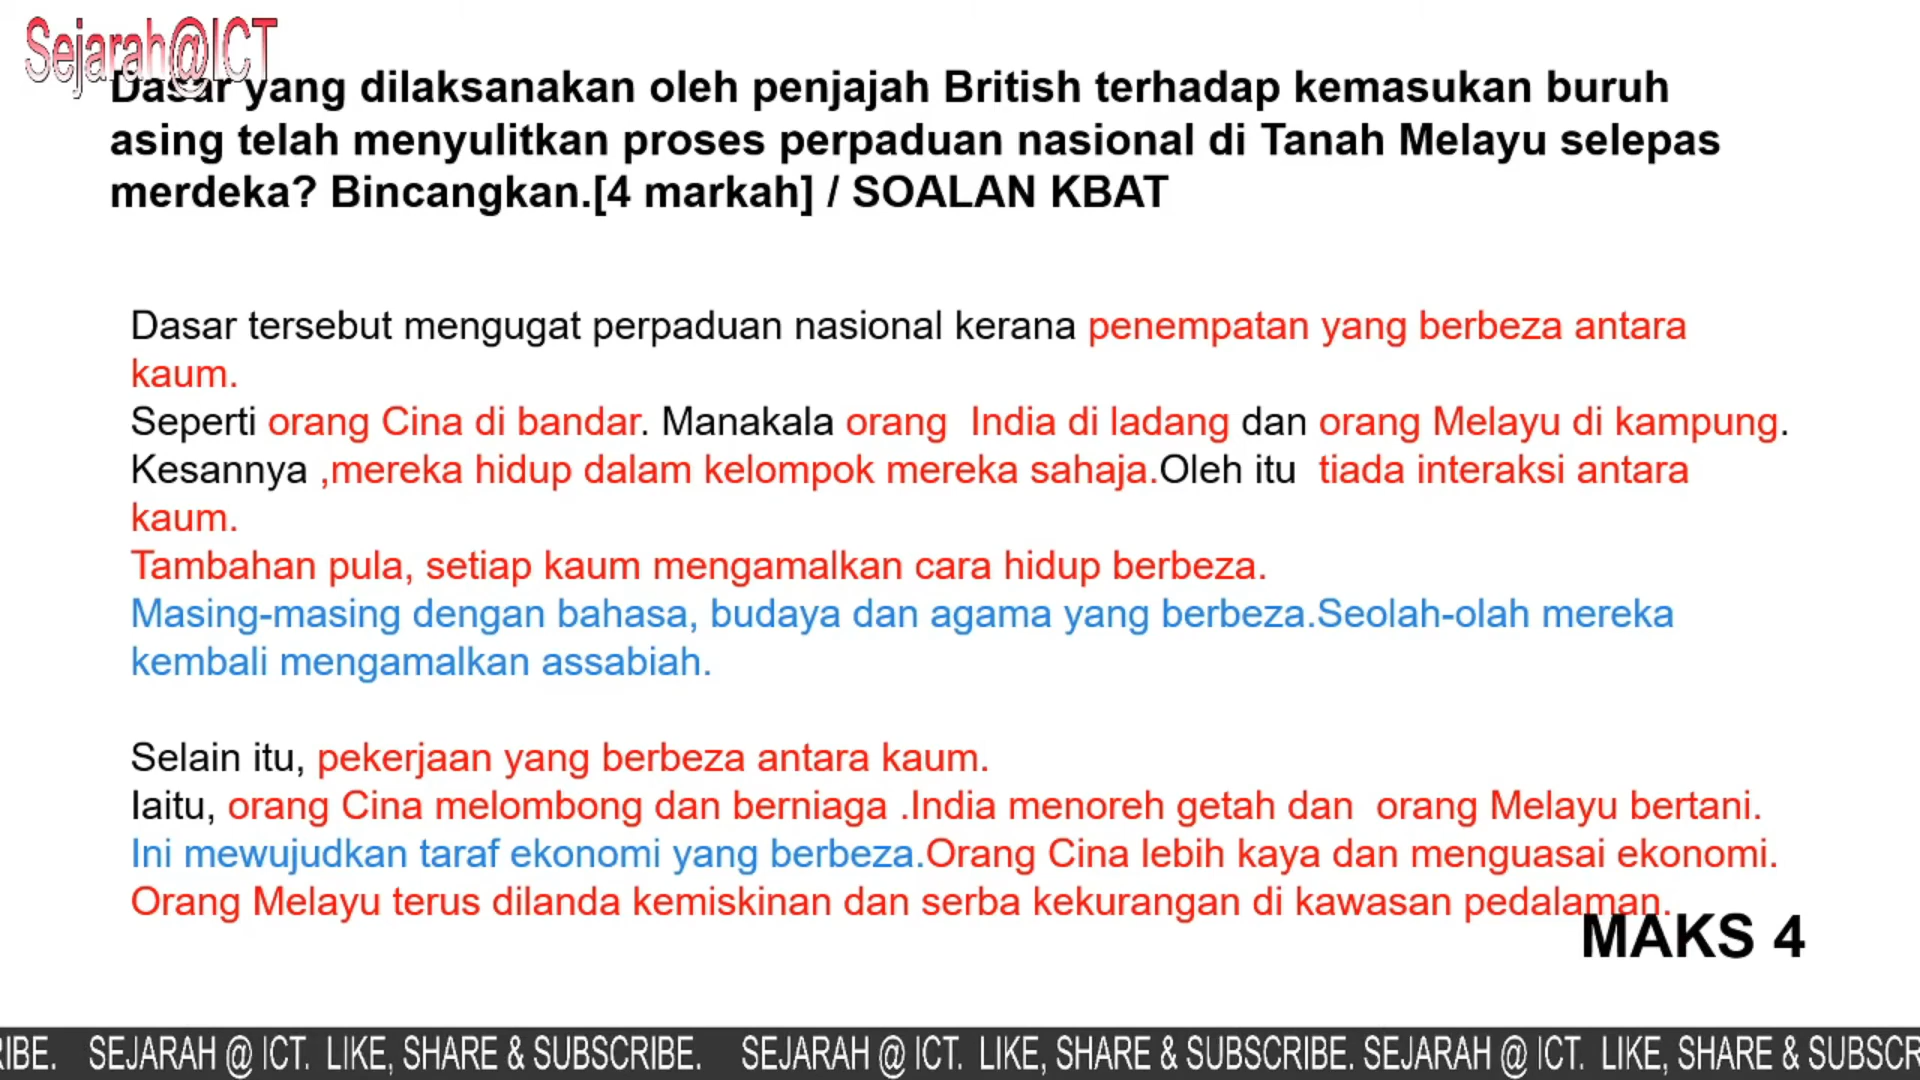 Sejarah@ICT
Dasar yang dilaksanakan oleh penjajah British terhadap kemasukan buruh
asing telah menyulitkan proses perpaduan nasional di Tanah Melayu selepas
merdeka? Bincangkan.[4 markah] / SOALAN KBAT
Dasar tersebut mengugat perpaduan nasional kerana penempatan yang berbeza antara
kaum.
Seperti orang Cina di bandar. Manakala orang  India di ladang dan orang Melayu di kampung.
Kesannya ,mereka hidup dalam kelompok mereka sahaja.Oleh itu  tiada interaksi antara
kaum.
Tambahan pula, setiap kaum mengamalkan cara hidup berbeza.
Masing-masing dengan bahasa, budaya dan agama yang berbeza.Seolah-olah mereka
kembali mengamalkan assabiah.
Selain itu, pekerjaan yang berbeza antara kaum.
Iaitu, orang Cina melombong dan berniaga .India menoreh getah dan  orang Melayu bertani.
Ini mewujudkan taraf ekonomi yang berbeza.Orang Cina lebih kaya dan menguasai ekonomi.
Orang Melayu terus dilanda kemiskinan dan serba kekurangan di kawasan pedalaman.
MAKS 4
RIBE.    SEJARAH @ ICT.  LIKE, SHARE & SUBSCRIBE.    SEJARAH @ ICT.  LIKE, SHARE & SUBSCRIBE. SEJARAH @ ICT.  LIKE, SHARE & SUBSCR